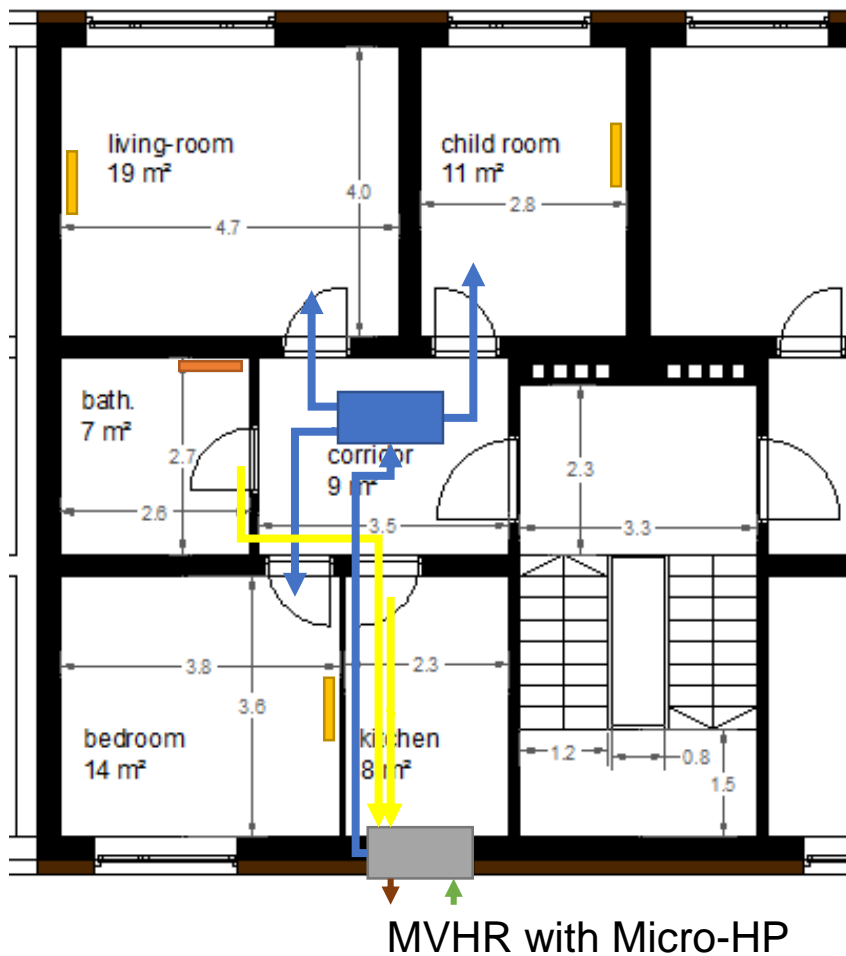 living-room
19 m²
child room
11 m²
4.0
2.8
4.7
bath.
7 m²
2.7
2.6
corridor
9 m²
3.5
2.3
3.3
3.8
2.3
3.6
bedroom
14 m²
kitchen
8 m²
1.2
0.8
1.5
MVHR with Micro-HP